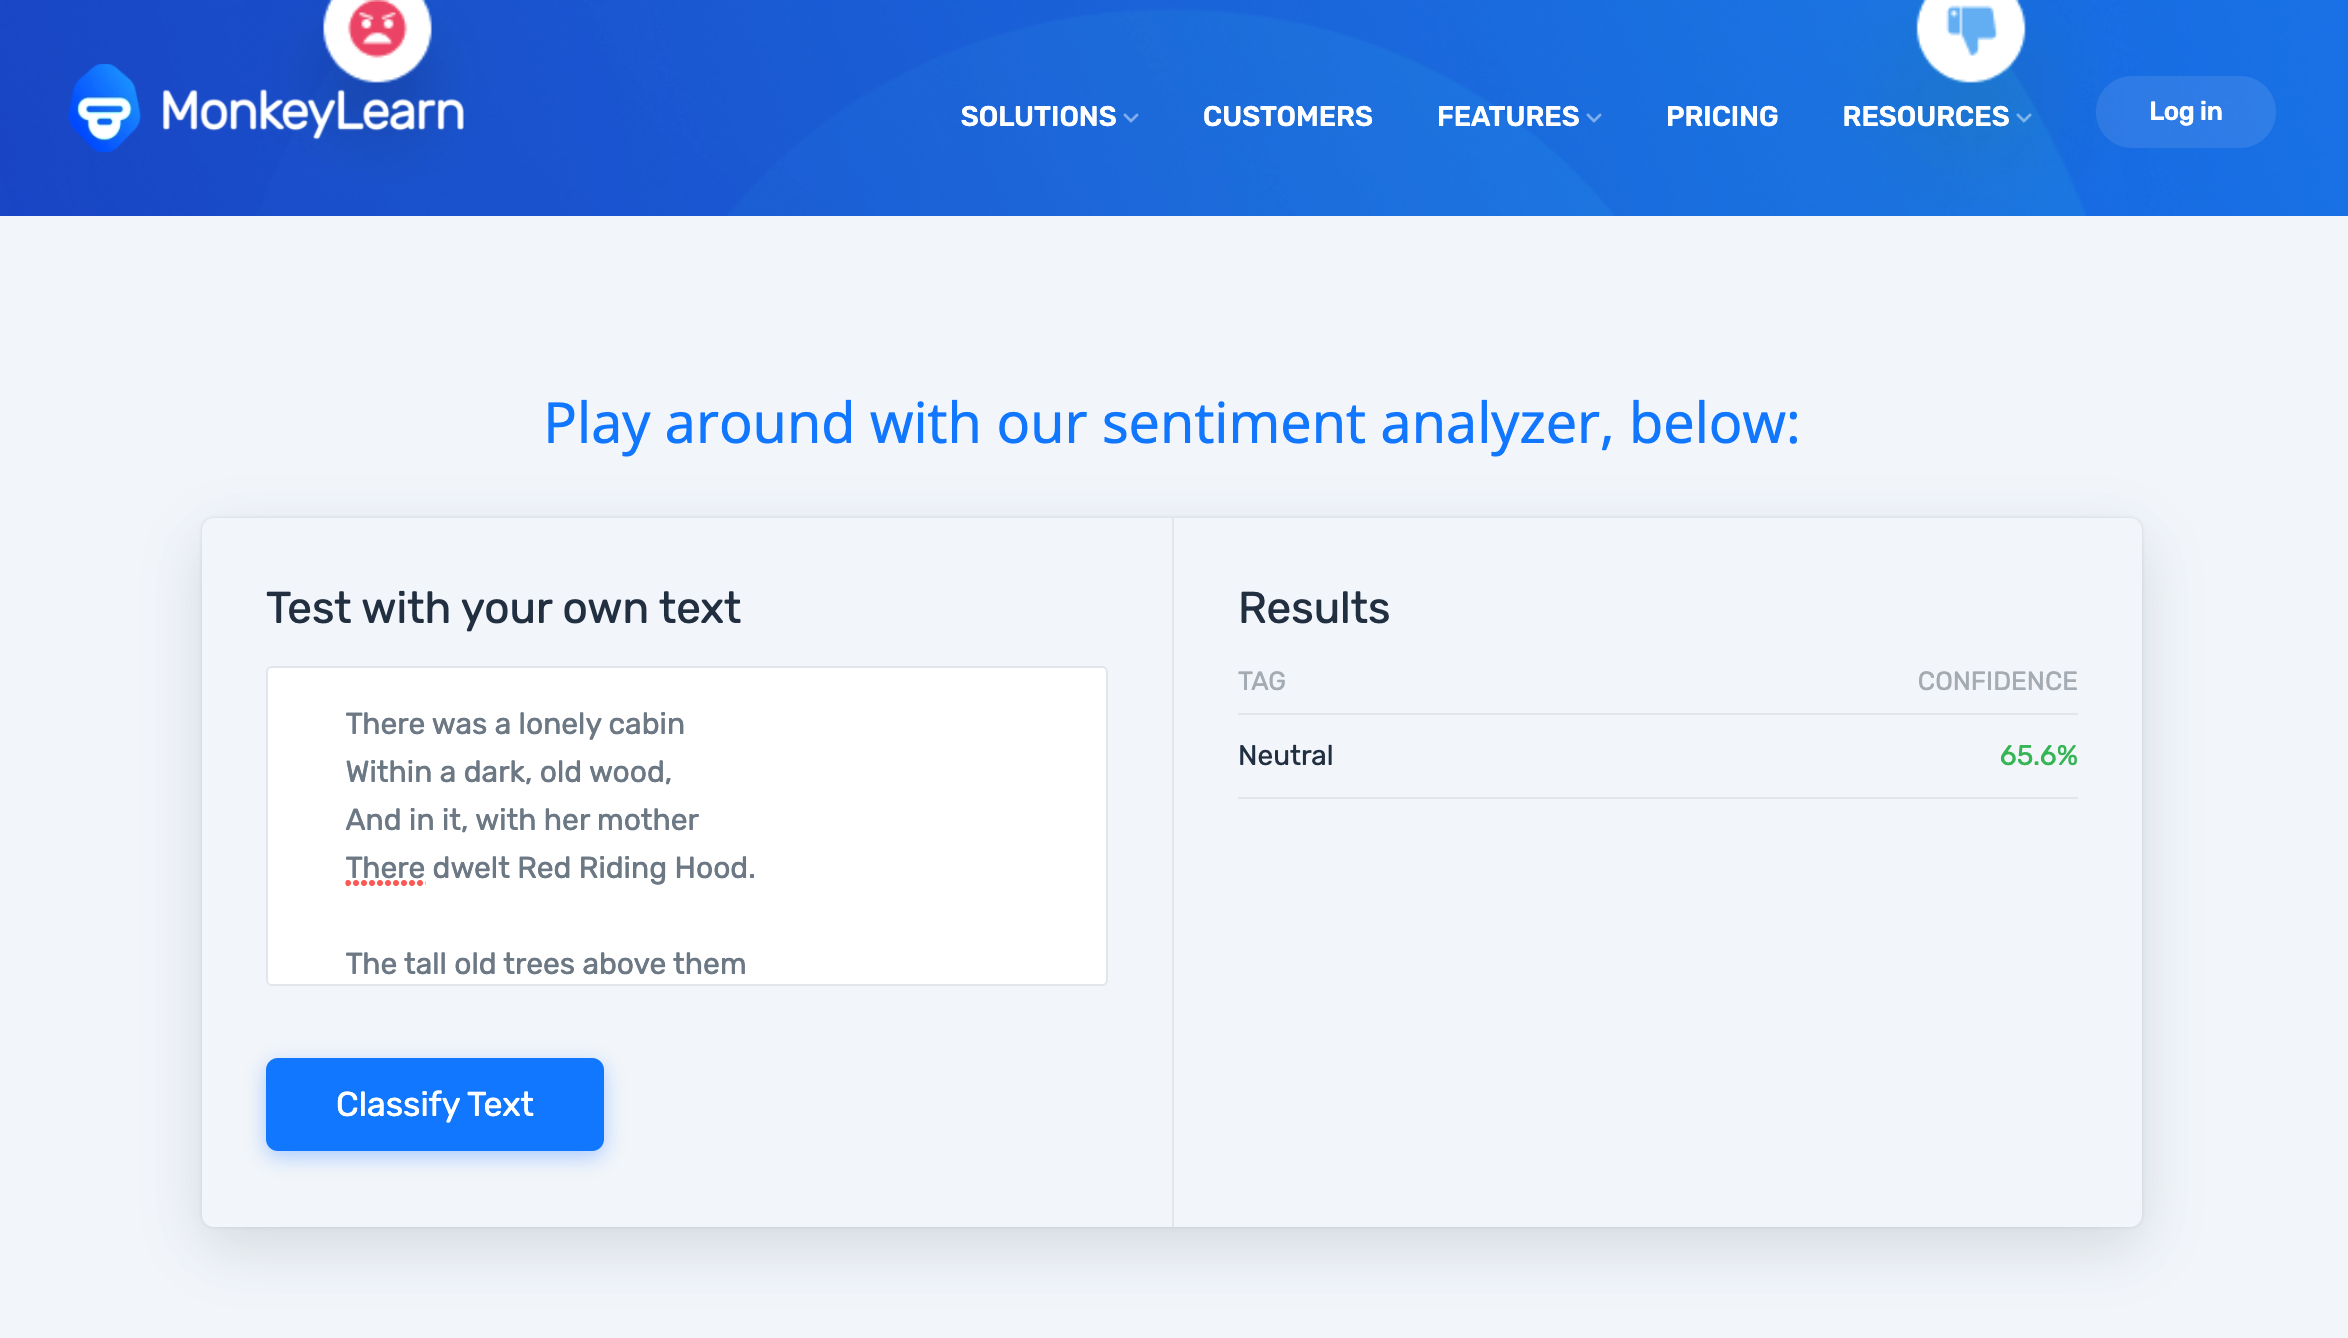 MonkeyLearn
SOLUTIONS
CUSTOMERS
FEATURES
PRICING
RESOURCES
Log in
Play around with our sentiment analyzer, below:
Test with your own text
There was a lonely cabin
Within a dark, old wood,
And in it, with her mother
There dwelt Red Riding Hood.
The tall old trees above them
Classify Text
Results
TAG CONFIDENCE
Neutral 65.6%